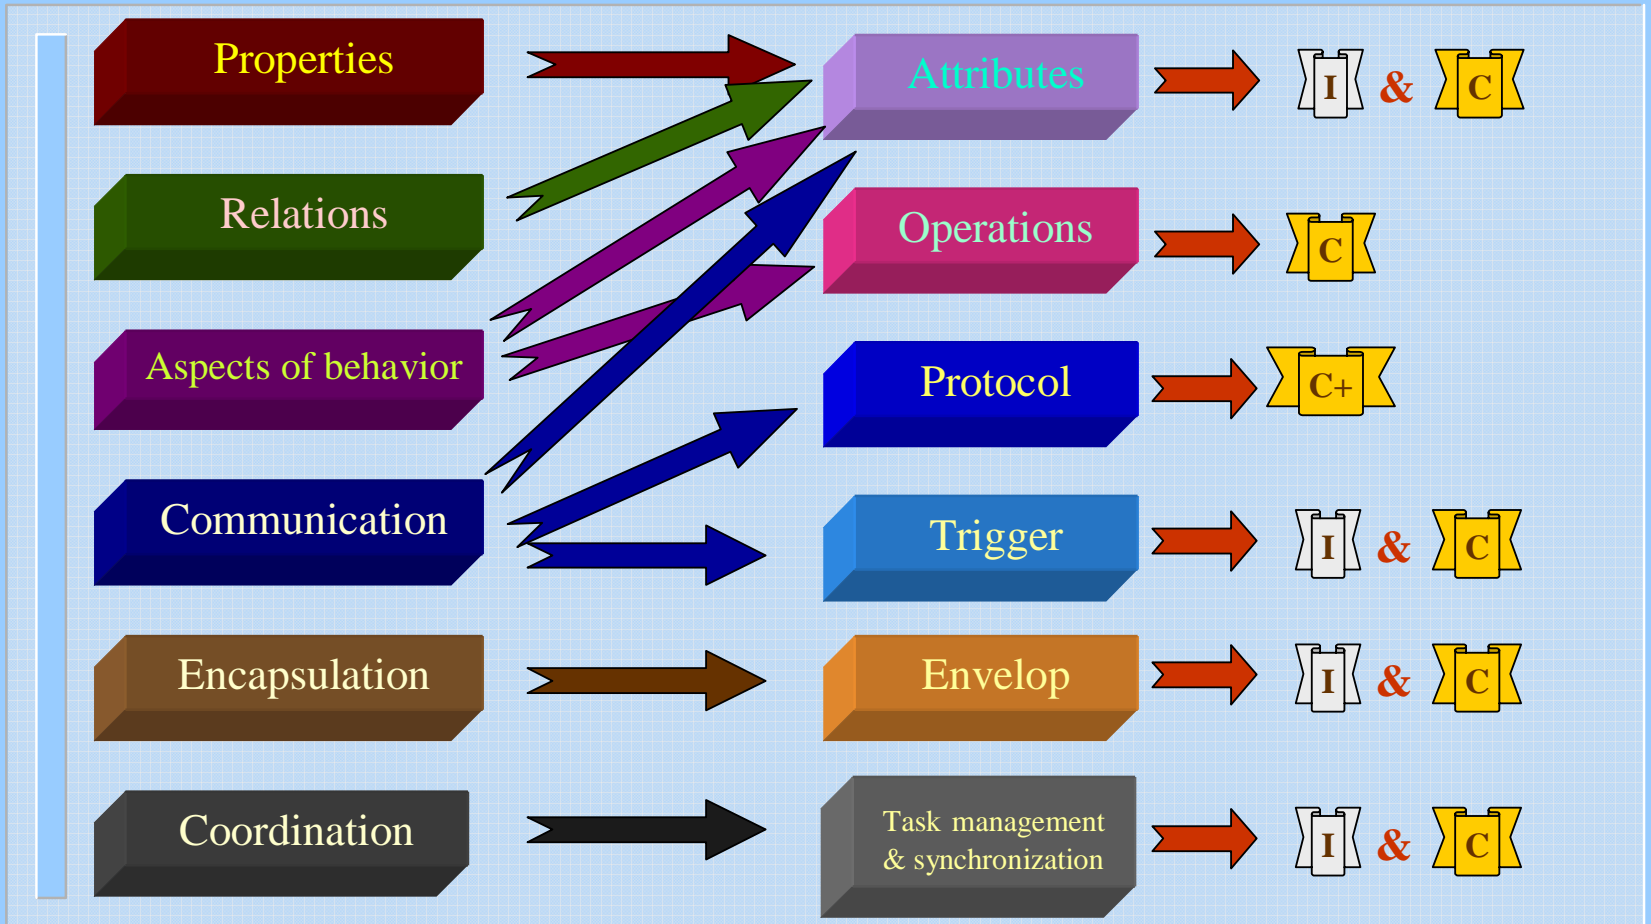 Properties
Attributes
I & C
Relations
Operations
C
Aspects of behavior
Protocol
C+
Communication
Trigger
I & C
Encapsulation
Envelop
I & C
Coordination
Task management
& synchronization
I & C